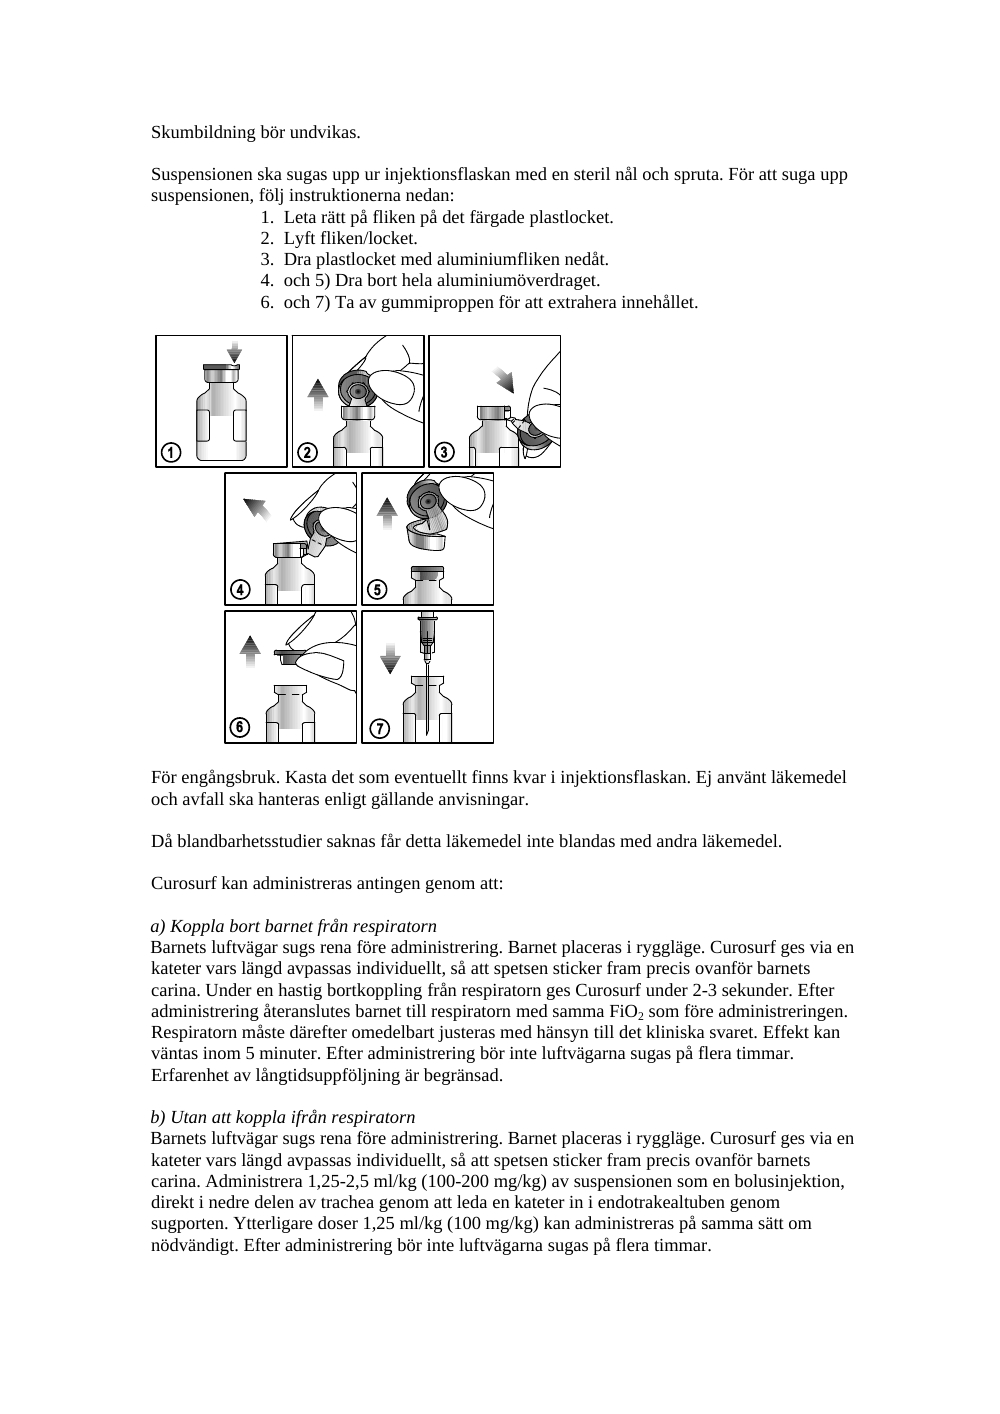 Skumbildning bör undvikas.
Suspensionen ska sugas upp ur injektionsflaskan med en steril nål och spruta. För att suga upp
suspensionen, följ instruktionerna nedan:
1. Leta rätt på fliken på det färgade plastlocket.
2. Lyft fliken/locket.
3. Dra plastlocket med aluminiumfliken nedåt.
4. och 5) Dra bort hela aluminiumöverdraget.
6. och 7) Ta av gummiproppen för att extrahera innehållet.
1 2 3
4 5
6 7
För engångsbruk. Kasta det som eventuellt finns kvar i injektionsflaskan. Ej använt läkemedel
och avfall ska hanteras enligt gällande anvisningar.
Då blandbarhetsstudier saknas får detta läkemedel inte blandas med andra läkemedel.
Curosurf kan administreras antingen genom att:
a) Koppla bort barnet från respiratorn
Barnets luftvägar sugs rena före administrering. Barnet placeras i ryggläge. Curosurf ges via en
kateter vars längd avpassas individuellt, så att spetsen sticker fram precis ovanför barnets
carina. Under en hastig bortkoppling från respiratorn ges Curosurf under 2-3 sekunder. Efter
administrering återanslutes barnet till respiratorn med samma FiO₂ som före administreringen.
Respiratorn måste därefter omedelbart justeras med hänsyn till det kliniska svaret. Effekt kan
väntas inom 5 minuter. Efter administrering bör inte luftvägarna sugas på flera timmar.
Erfarenhet av långtidsuppföljning är begränsad.
b) Utan att koppla ifrån respiratorn
Barnets luftvägar sugs rena före administrering. Barnet placeras i ryggläge. Curosurf ges via en
kateter vars längd avpassas individuellt, så att spetsen sticker fram precis ovanför barnets
carina. Administrera 1,25-2,5 ml/kg (100-200 mg/kg) av suspensionen som en bolusinjektion,
direkt i nedre delen av trachea genom att leda en kateter in i endotrakealtuben genom
sugporten. Ytterligare doser 1,25 ml/kg (100 mg/kg) kan administreras på samma sätt om
nödvändigt. Efter administrering bör inte luftvägarna sugas på flera timmar.